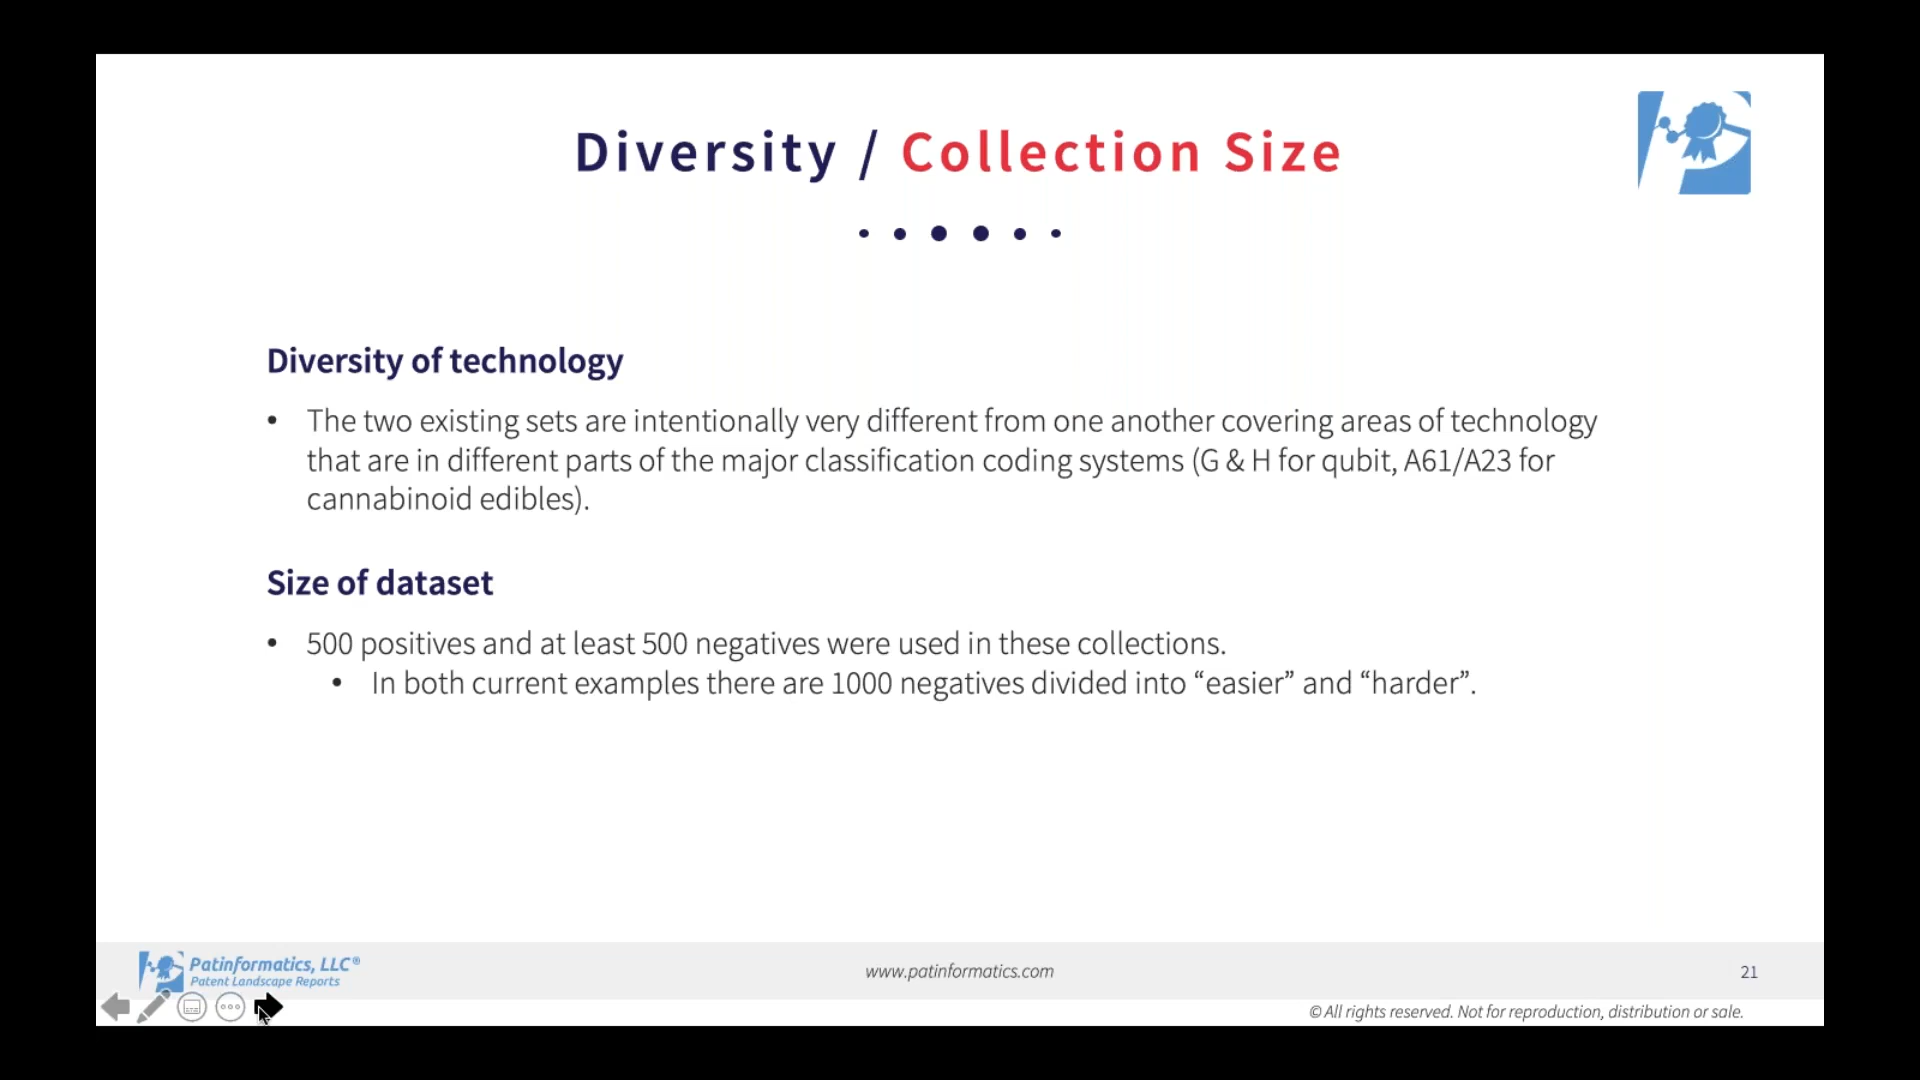 Diversity / Collection Size
Diversity of technology
• The two existing sets are intentionally very different from one another covering areas of technology
that are in different parts of the major classification coding systems (G & H for qubit, A61/A23 for
cannabinoid edibles).
Size of dataset
• 500 positives and at least 500 negatives were used in these collections.
• In both current examples there are 1000 negatives divided into “easier” and “harder”.
Patinformatics, LLC®
Patent Landscape Reports
www.patinformatics.com
21
© All rights reserved. Not for reproduction, distribution or sale.